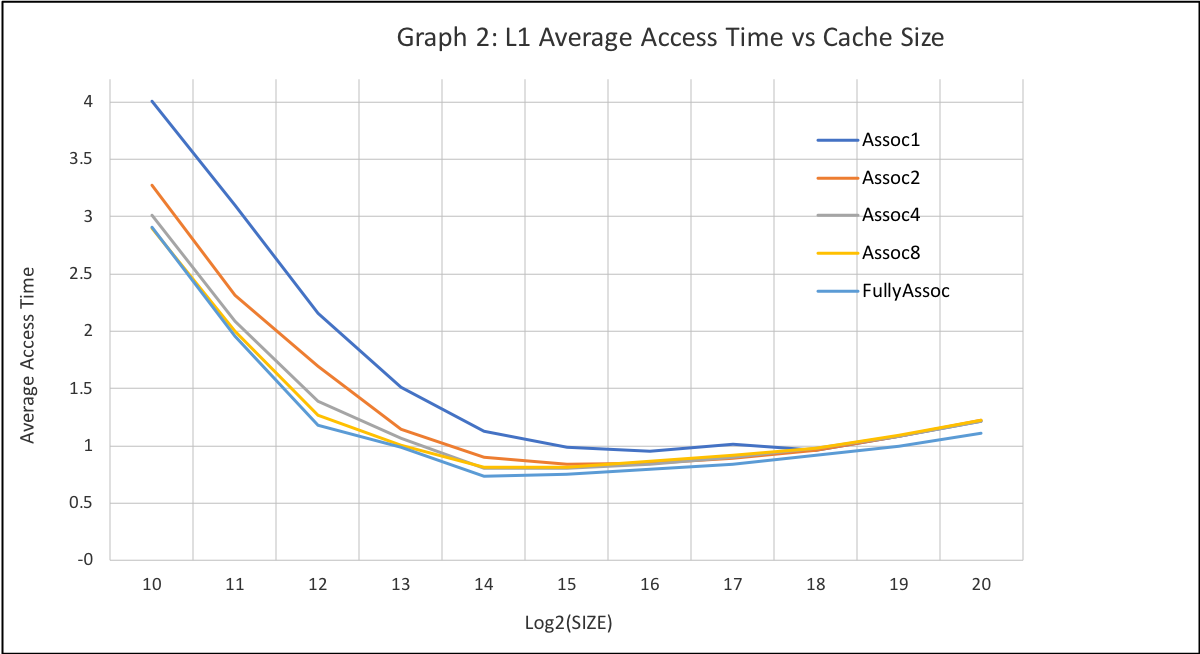 Graph 2: L1 Average Access Time vs Cache Size
4
3.5
3
2.5
2
1.5
1
0.5
-0
Average Access Time
Assoc1
Assoc2
Assoc4
Assoc8
FullyAssoc
10 11 12 13 14 15 16 17 18 19 20
Log2(SIZE)